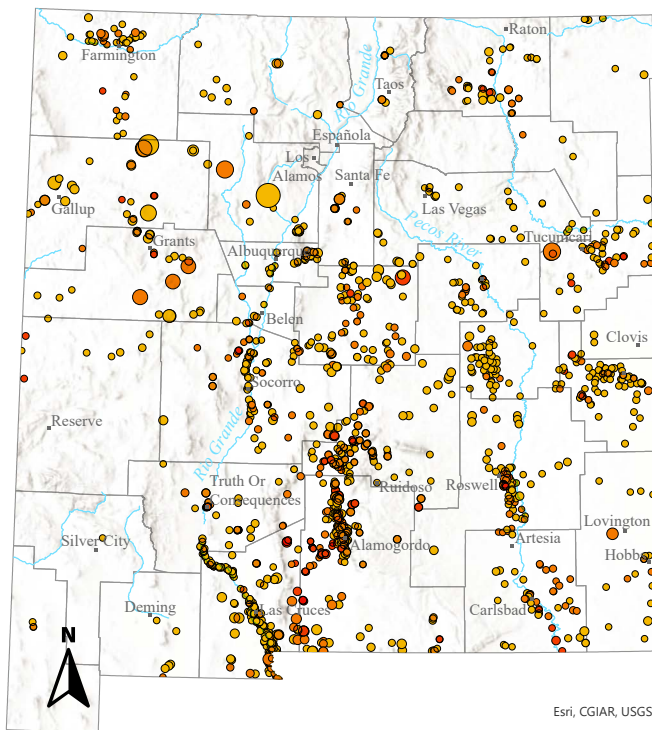 Raton
Farmington
Rio Grande
Taos
Española
Los
Alamos
Santa Fe
Gallup
Las Vegas
Pecos River
Grants
Albuquerque
Tucumcari
Belen
Clovis
Socorro
Reserve
Rio Grande
Truth Or
Consequences
Ruidoso
Roswell
Lovington
Silver City
Alamogordo
Artesia
Hobbs
Deming
Las Cruces
Carlsbad
N
Esri, CGIAR, USGS